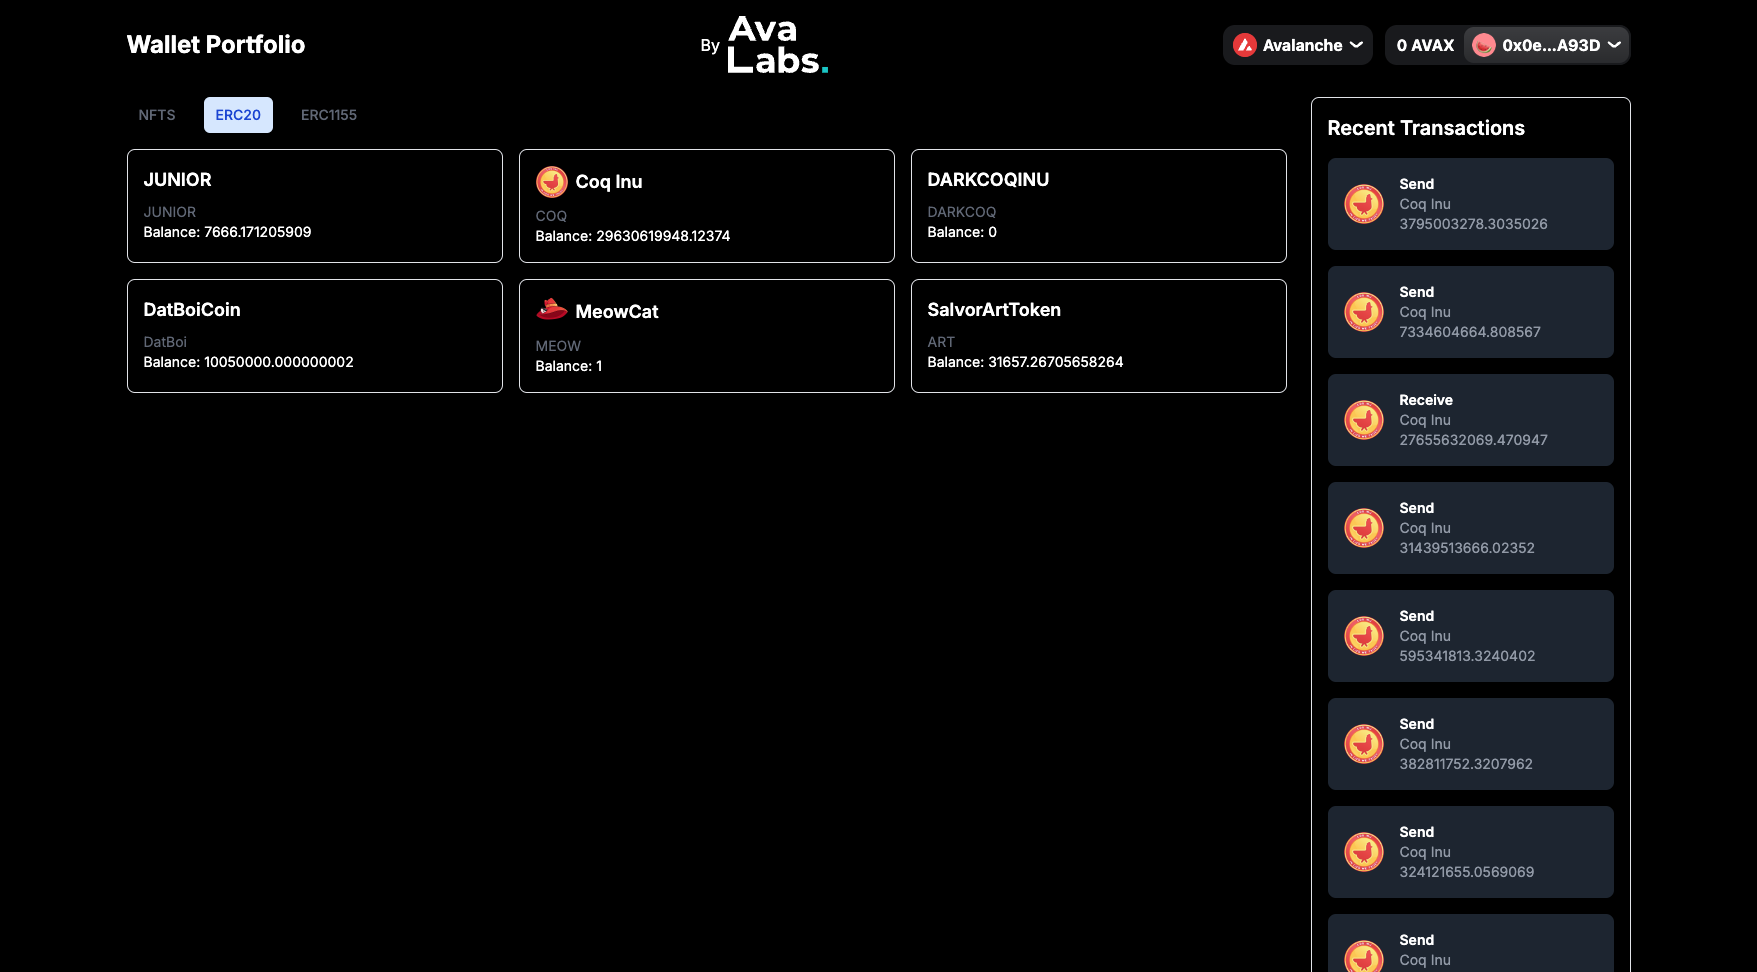 Wallet Portfolio
By Ava Labs.
Avalanche
0 AVAX
0x0e...A93D
NFTS
ERC20
ERC1155
JUNIOR
JUNIOR
Balance: 7666.171205909
Coq Inu
COQ
Balance: 29630619948.12374
DARKCOQINU
DARKCOQ
Balance: 0
DatBoiCoin
DatBoi
Balance: 10050000.000000002
MeowCat
MEOW
Balance: 1
SalvorArtToken
ART
Balance: 31657.26705658264
Recent Transactions
Send
Coq Inu
3795003278.3035026
Send
Coq Inu
7334604664.808567
Receive
Coq Inu
27655632069.470947
Send
Coq Inu
31439513666.02352
Send
Coq Inu
595341813.3240402
Send
Coq Inu
382811752.3207962
Send
Coq Inu
324121655.0569069
Send
Coq Inu